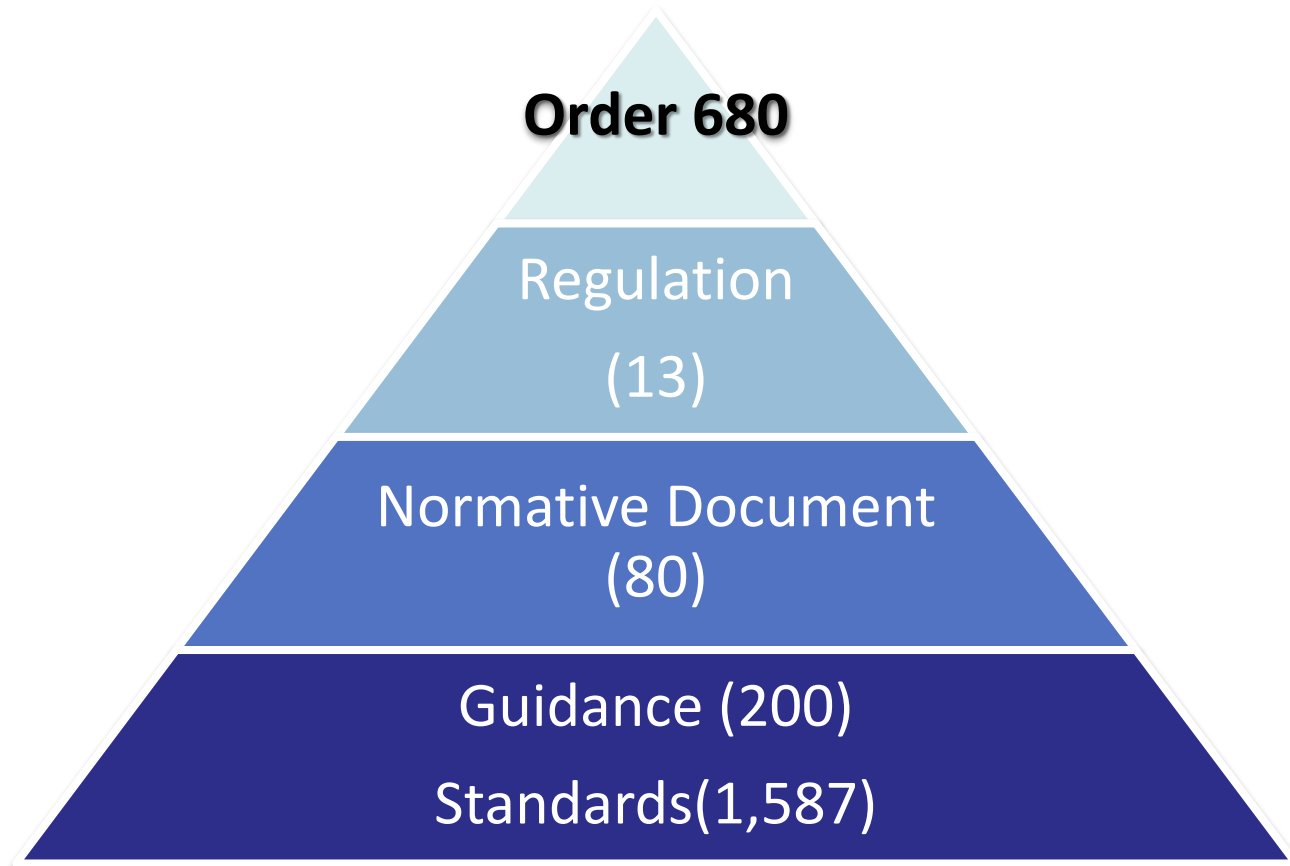 Order 680
Regulation
(13)
Normative Document
(80)
Guidance (200)
Standards(1,587)